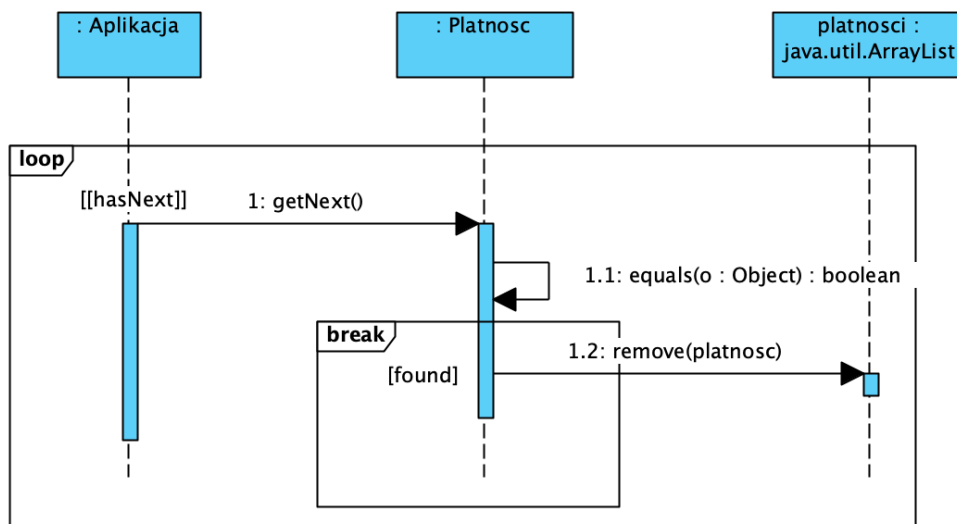 : Aplikacja
: Platnosc
platnosci :
java.util.ArrayList
loop
[[hasNext]]
1: getNext()
1.1: equals(o : Object) : boolean
break
1.2: remove(platnosc)
[found]